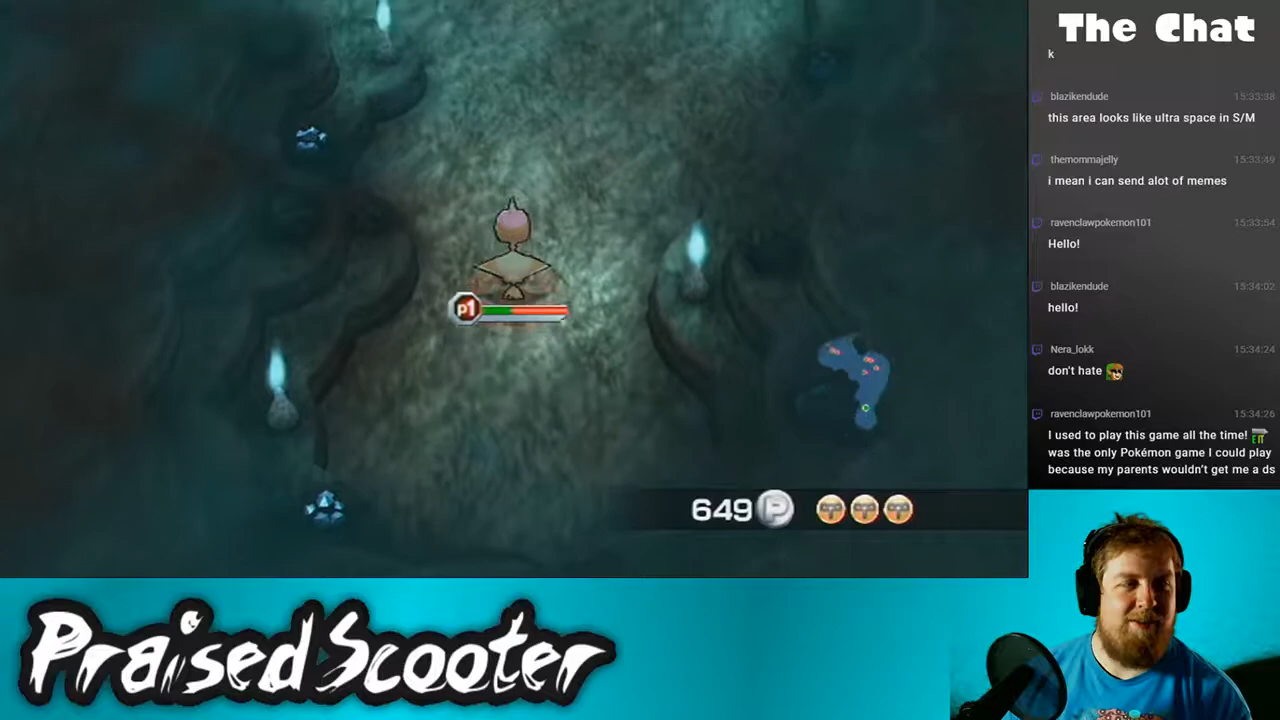 The Chat
k
blazikendude 15:33:38
this area looks like ultra space in S/M
themommajelly 15:33:49
i mean i can send alot of memes
ravenclawpokemon101 15:33:54
Hello!
blazikendude 15:34:02
hello!
Nera_lokk 15:34:24
don't hate
ravenclawpokemon101 15:34:26
I used to play this game all the time!
was the only Pokémon game I could play
because my parents wouldn't get me a ds
P1
649 P
PraisedScooter